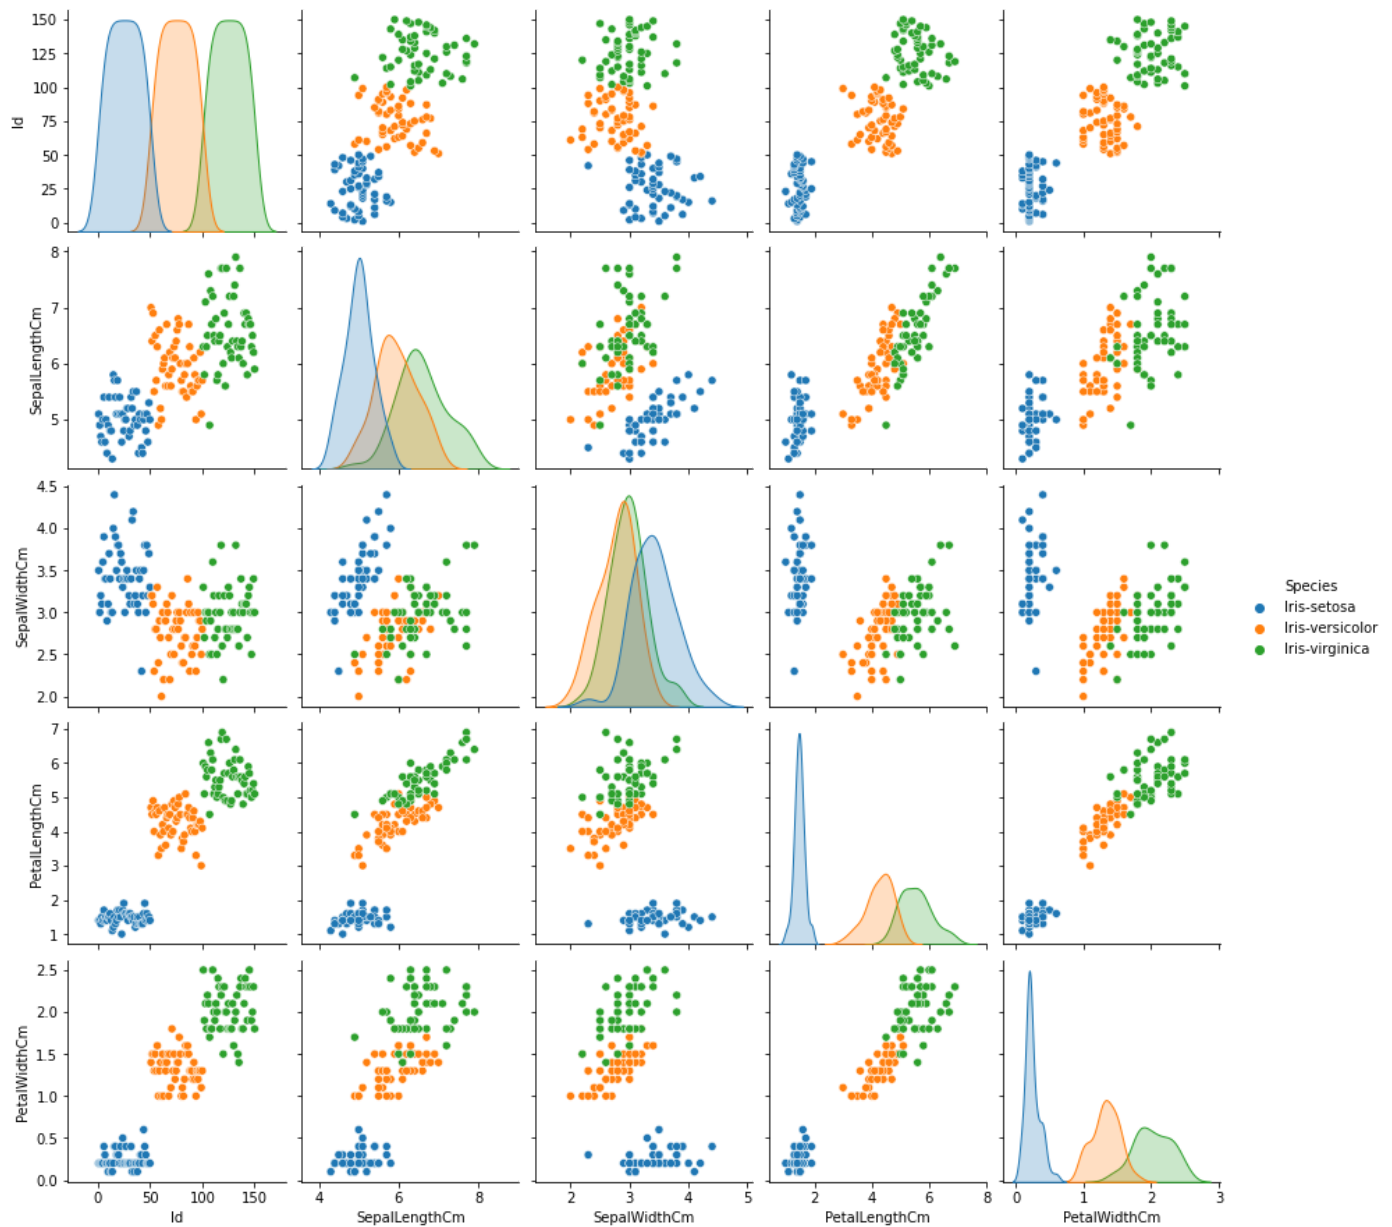 150
125
100
75
50
25
0
Id
8
7
6
5
SepalLengthCm
4.5
4.0
3.5
3.0
2.5
2.0
SepalWidthCm
Species
Iris-setosa
Iris-versicolor
Iris-virginica
7
6
5
4
3
2
1
PetalLengthCm
2.5
2.0
1.5
1.0
0.5
0.0
PetalWidthCm
0 50 100 150 4 6 8 2 3 4 5 2 4 6 8 0 1 2 3
Id SepalLengthCm SepalWidthCm PetalLengthCm PetalWidthCm